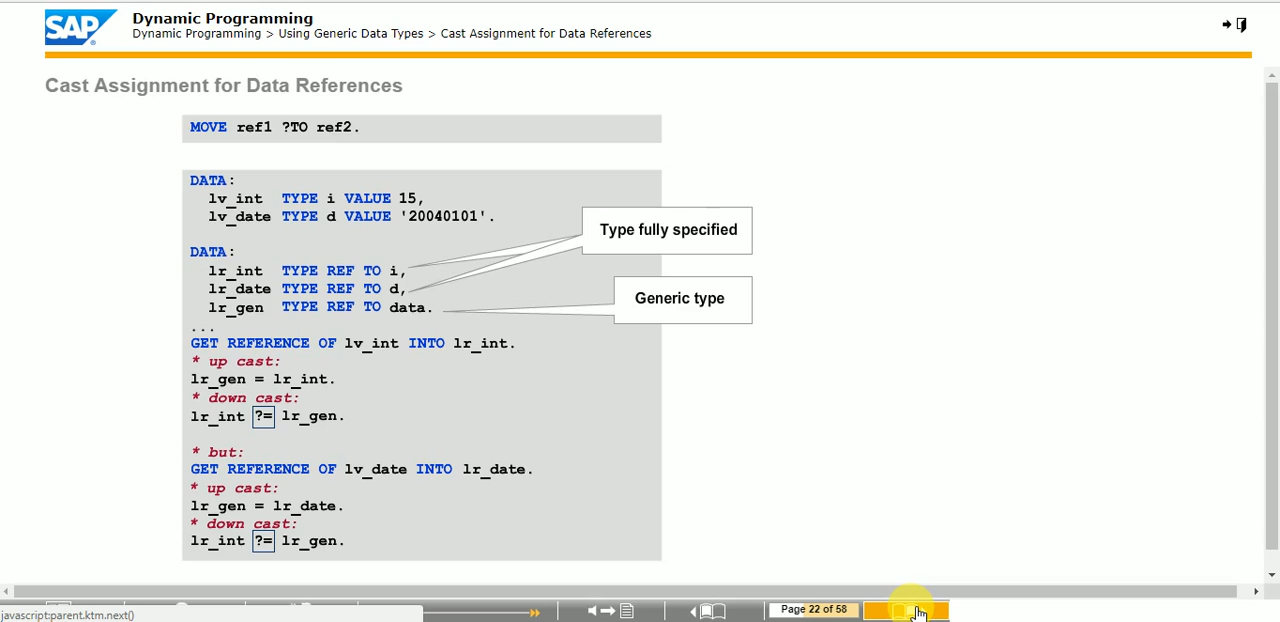 SAP
Dynamic Programming
Dynamic Programming > Using Generic Data Types > Cast Assignment for Data References
Cast Assignment for Data References
MOVE ref1 ?TO ref2.
DATA:
lv_int TYPE i VALUE 15,
lv_date TYPE d VALUE '20040101'.
Type fully specified
DATA:
lr_int TYPE REF TO i,
lr_date TYPE REF TO d,
lr_gen TYPE REF TO data.
Generic type
...
GET REFERENCE OF lv_int INTO lr_int.
* up cast:
lr_gen = lr_int.
* down cast:
lr_int ?= lr_gen.
* but:
GET REFERENCE OF lv_date INTO lr_date.
* up cast:
lr_gen = lr_date.
* down cast:
lr_int ?= lr_gen.
Page 22 of 58
javascript:parent.ktm.next()